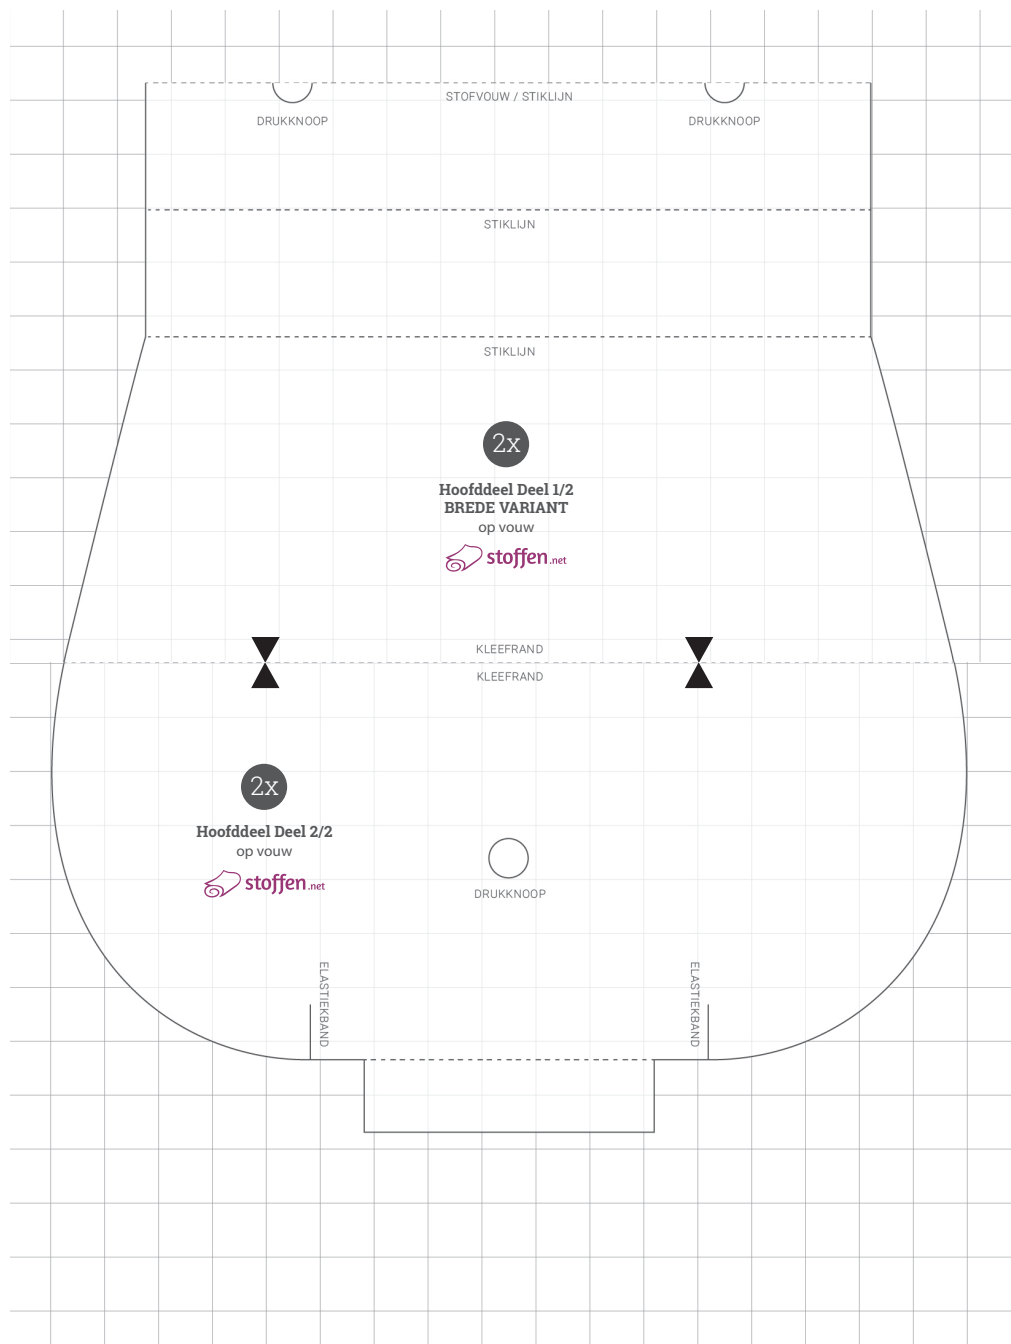 STOFVOUW / STIKLIJN
DRUKKNOOP
DRUKKNOOP
STIKLIJN
STIKLIJN
2x
Hoofddeel Deel 1/2
BREDE VARIANT
op vouw
stoffen.net
KLEEFRAND
KLEEFRAND
2x
Hoofddeel Deel 2/2
op vouw
stoffen.net
DRUKKNOOP
ELASTIEKBAND
ELASTIEKBAND